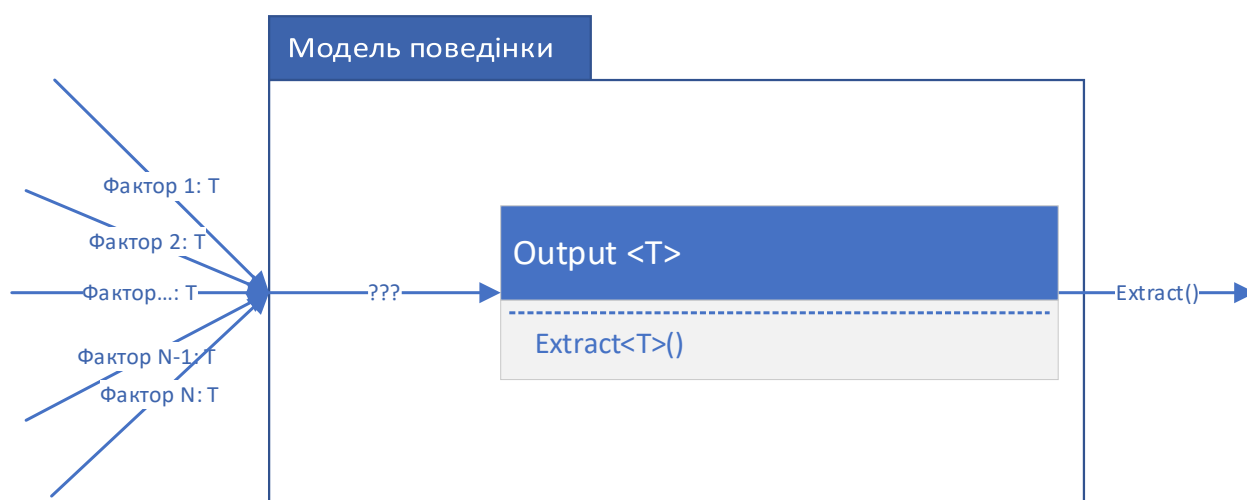 Модель поведінки
Фактор 1: T
Фактор 2: T
Фактор...: T
Фактор N-1: T
Фактор N: T
???
Output <T>
Extract<T>()
Extract()